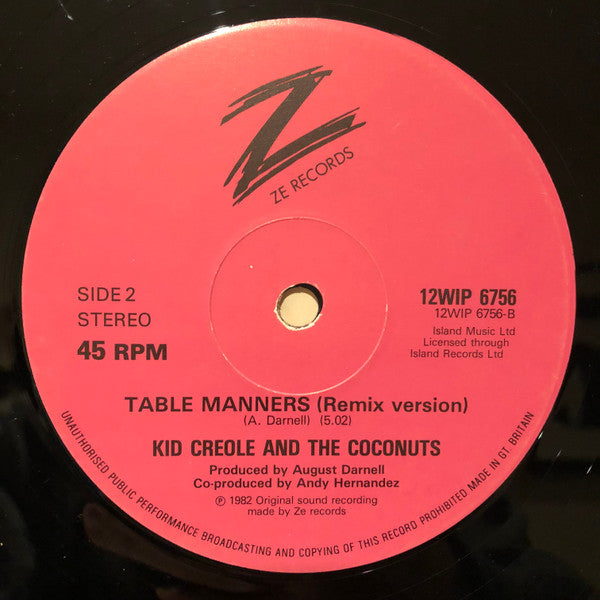 Z
ZE RECORDS
SIDE 2
STEREO
45 RPM
12WIP 6756
12WIP 6756-B
Island Music Ltd
Licensed through
Island Records Ltd
TABLE MANNERS (Remix version)
(A. Darnell) (5.02)
KID CREOLE AND THE COCONUTS
Produced by August Darnell
Co-produced by Andy Hernandez
Ⓟ 1982 Original sound recording
made by Ze records
UNAUTHORISED PUBLIC PERFORMANCE BROADCASTING AND COPYING OF THIS RECORD PROHIBITED MADE IN GT BRITAIN